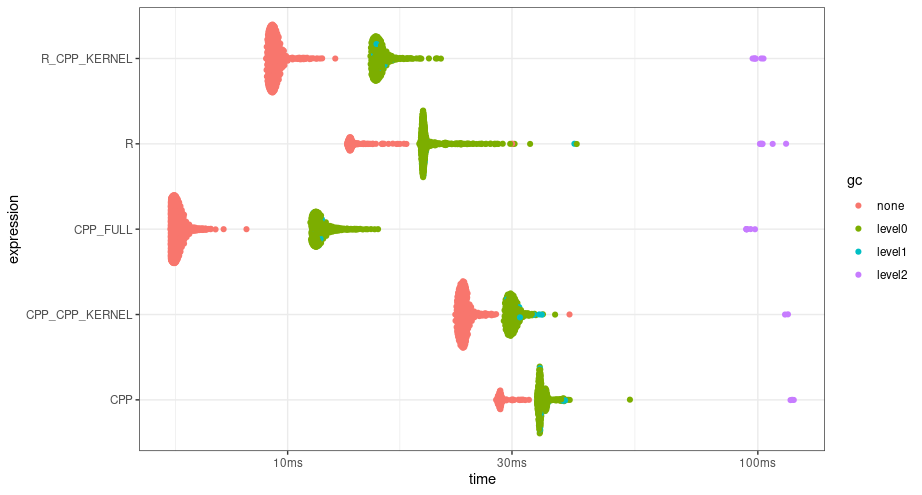 expression
R_CPP_KERNEL
R
CPP_FULL
CPP_CPP_KERNEL
CPP
10ms
30ms
100ms
time
gc
none
level0
level1
level2